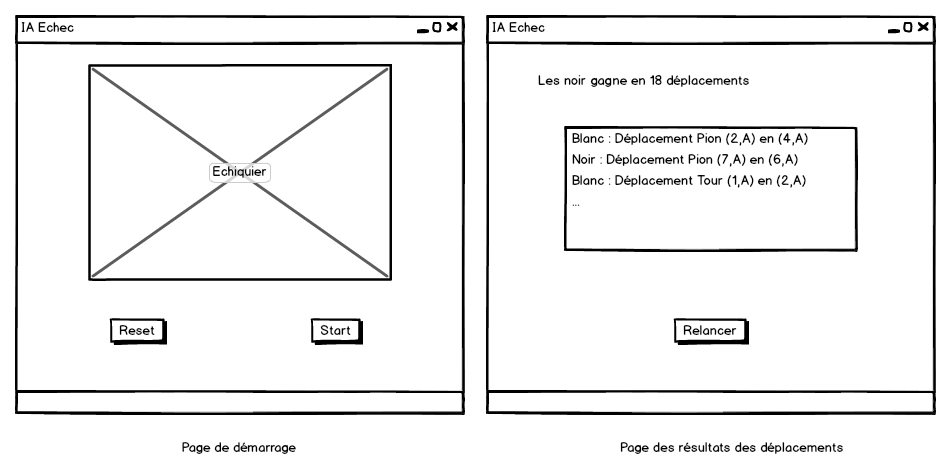 IA Echec
Echiquier
Reset
Start
Page de démarrage
IA Echec
Les noir gagne en 18 déplacements
Blanc : Déplacement Pion (2,A) en (4,A)
Noir : Déplacement Pion (7,A) en (6,A)
Blanc : Déplacement Tour (1,A) en (2,A)
...
Relancer
Page des résultats des déplacements